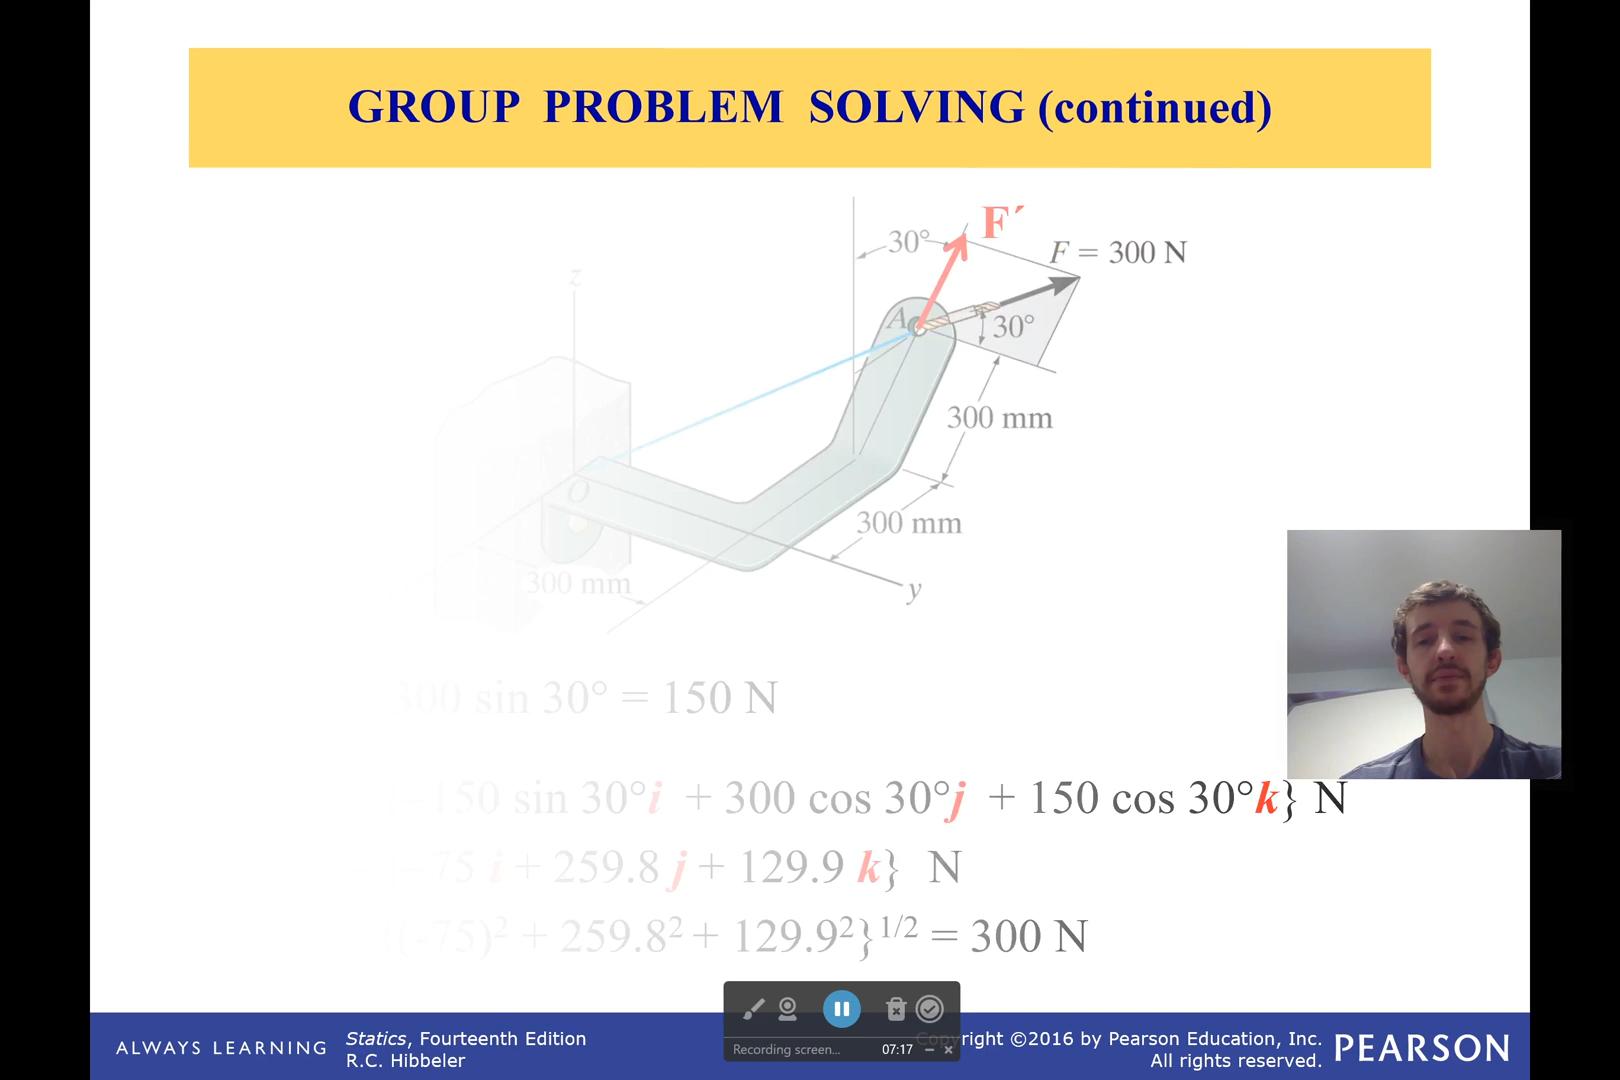 GROUP PROBLEM SOLVING (continued)
F´
30°
F = 300 N
z
A
30°
300 mm
O
300 mm
300 mm
y
300 sin 30° = 150 N
{−150 sin 30°i + 300 cos 30°j + 150 cos 30°k} N
−75 i + 259.8 j + 129.9 k} N
{(-75)² + 259.8² + 129.9²}¹ᐟ² = 300 N
Recording screen...
07:17
ALWAYS LEARNING
Statics, Fourteenth Edition
R.C. Hibbeler
Copyright ©2016 by Pearson Education, Inc.
All rights reserved.
PEARSON